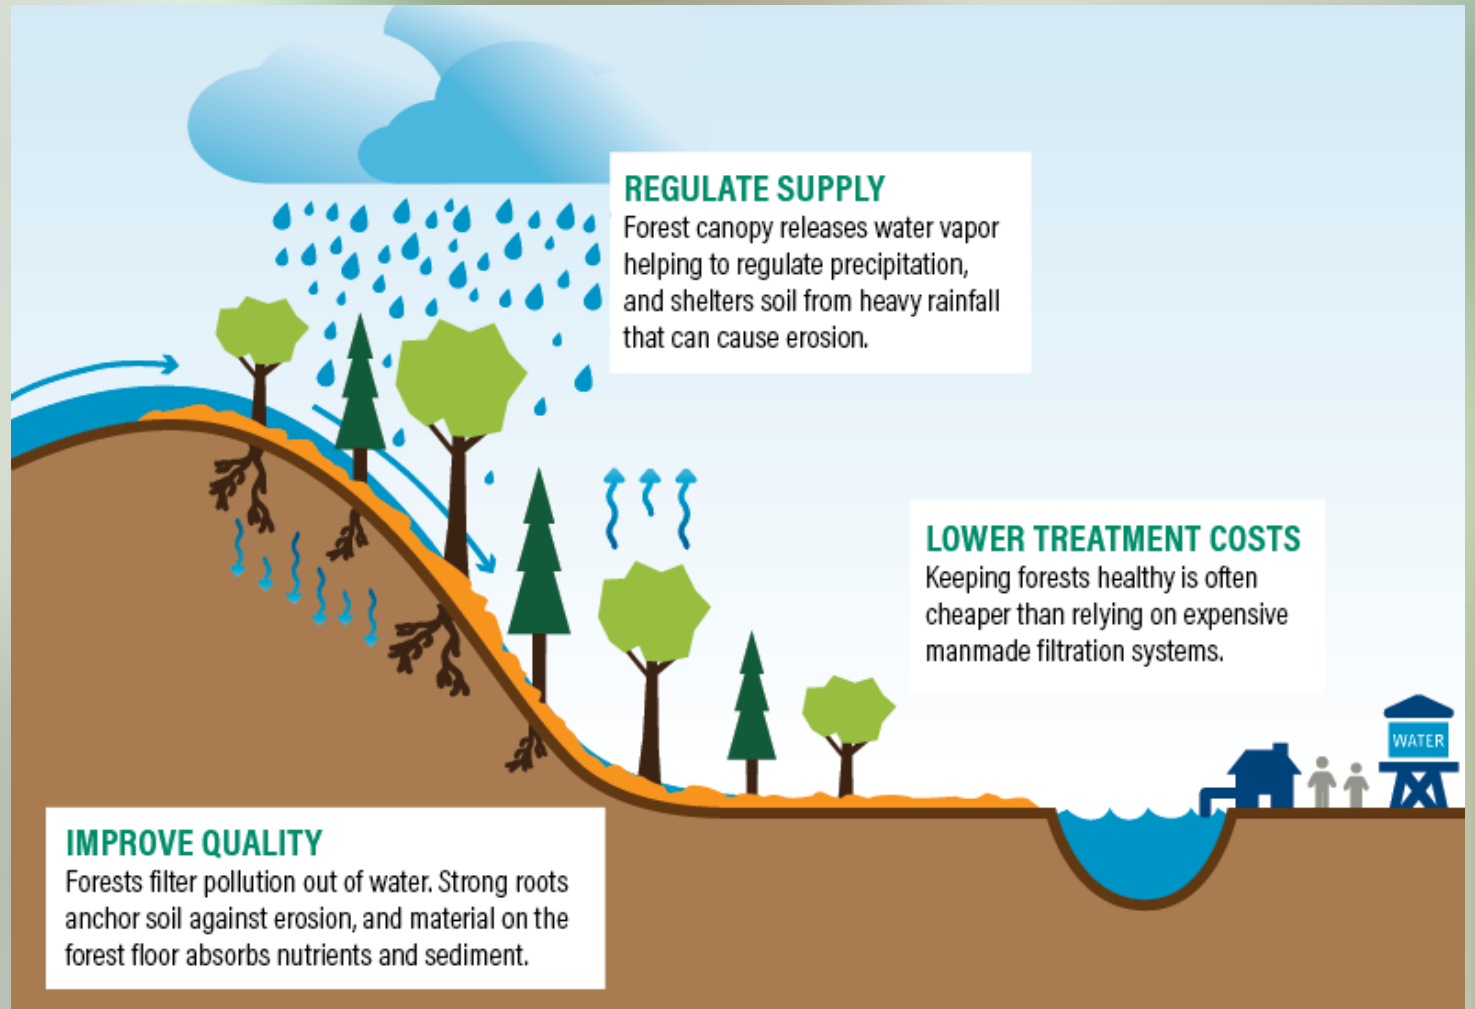 REGULATE SUPPLY
Forest canopy releases water vapor
helping to regulate precipitation,
and shelters soil from heavy rainfall
that can cause erosion.
LOWER TREATMENT COSTS
Keeping forests healthy is often
cheaper than relying on expensive
manmade filtration systems.
WATER
IMPROVE QUALITY
Forests filter pollution out of water. Strong roots
anchor soil against erosion, and material on the
forest floor absorbs nutrients and sediment.